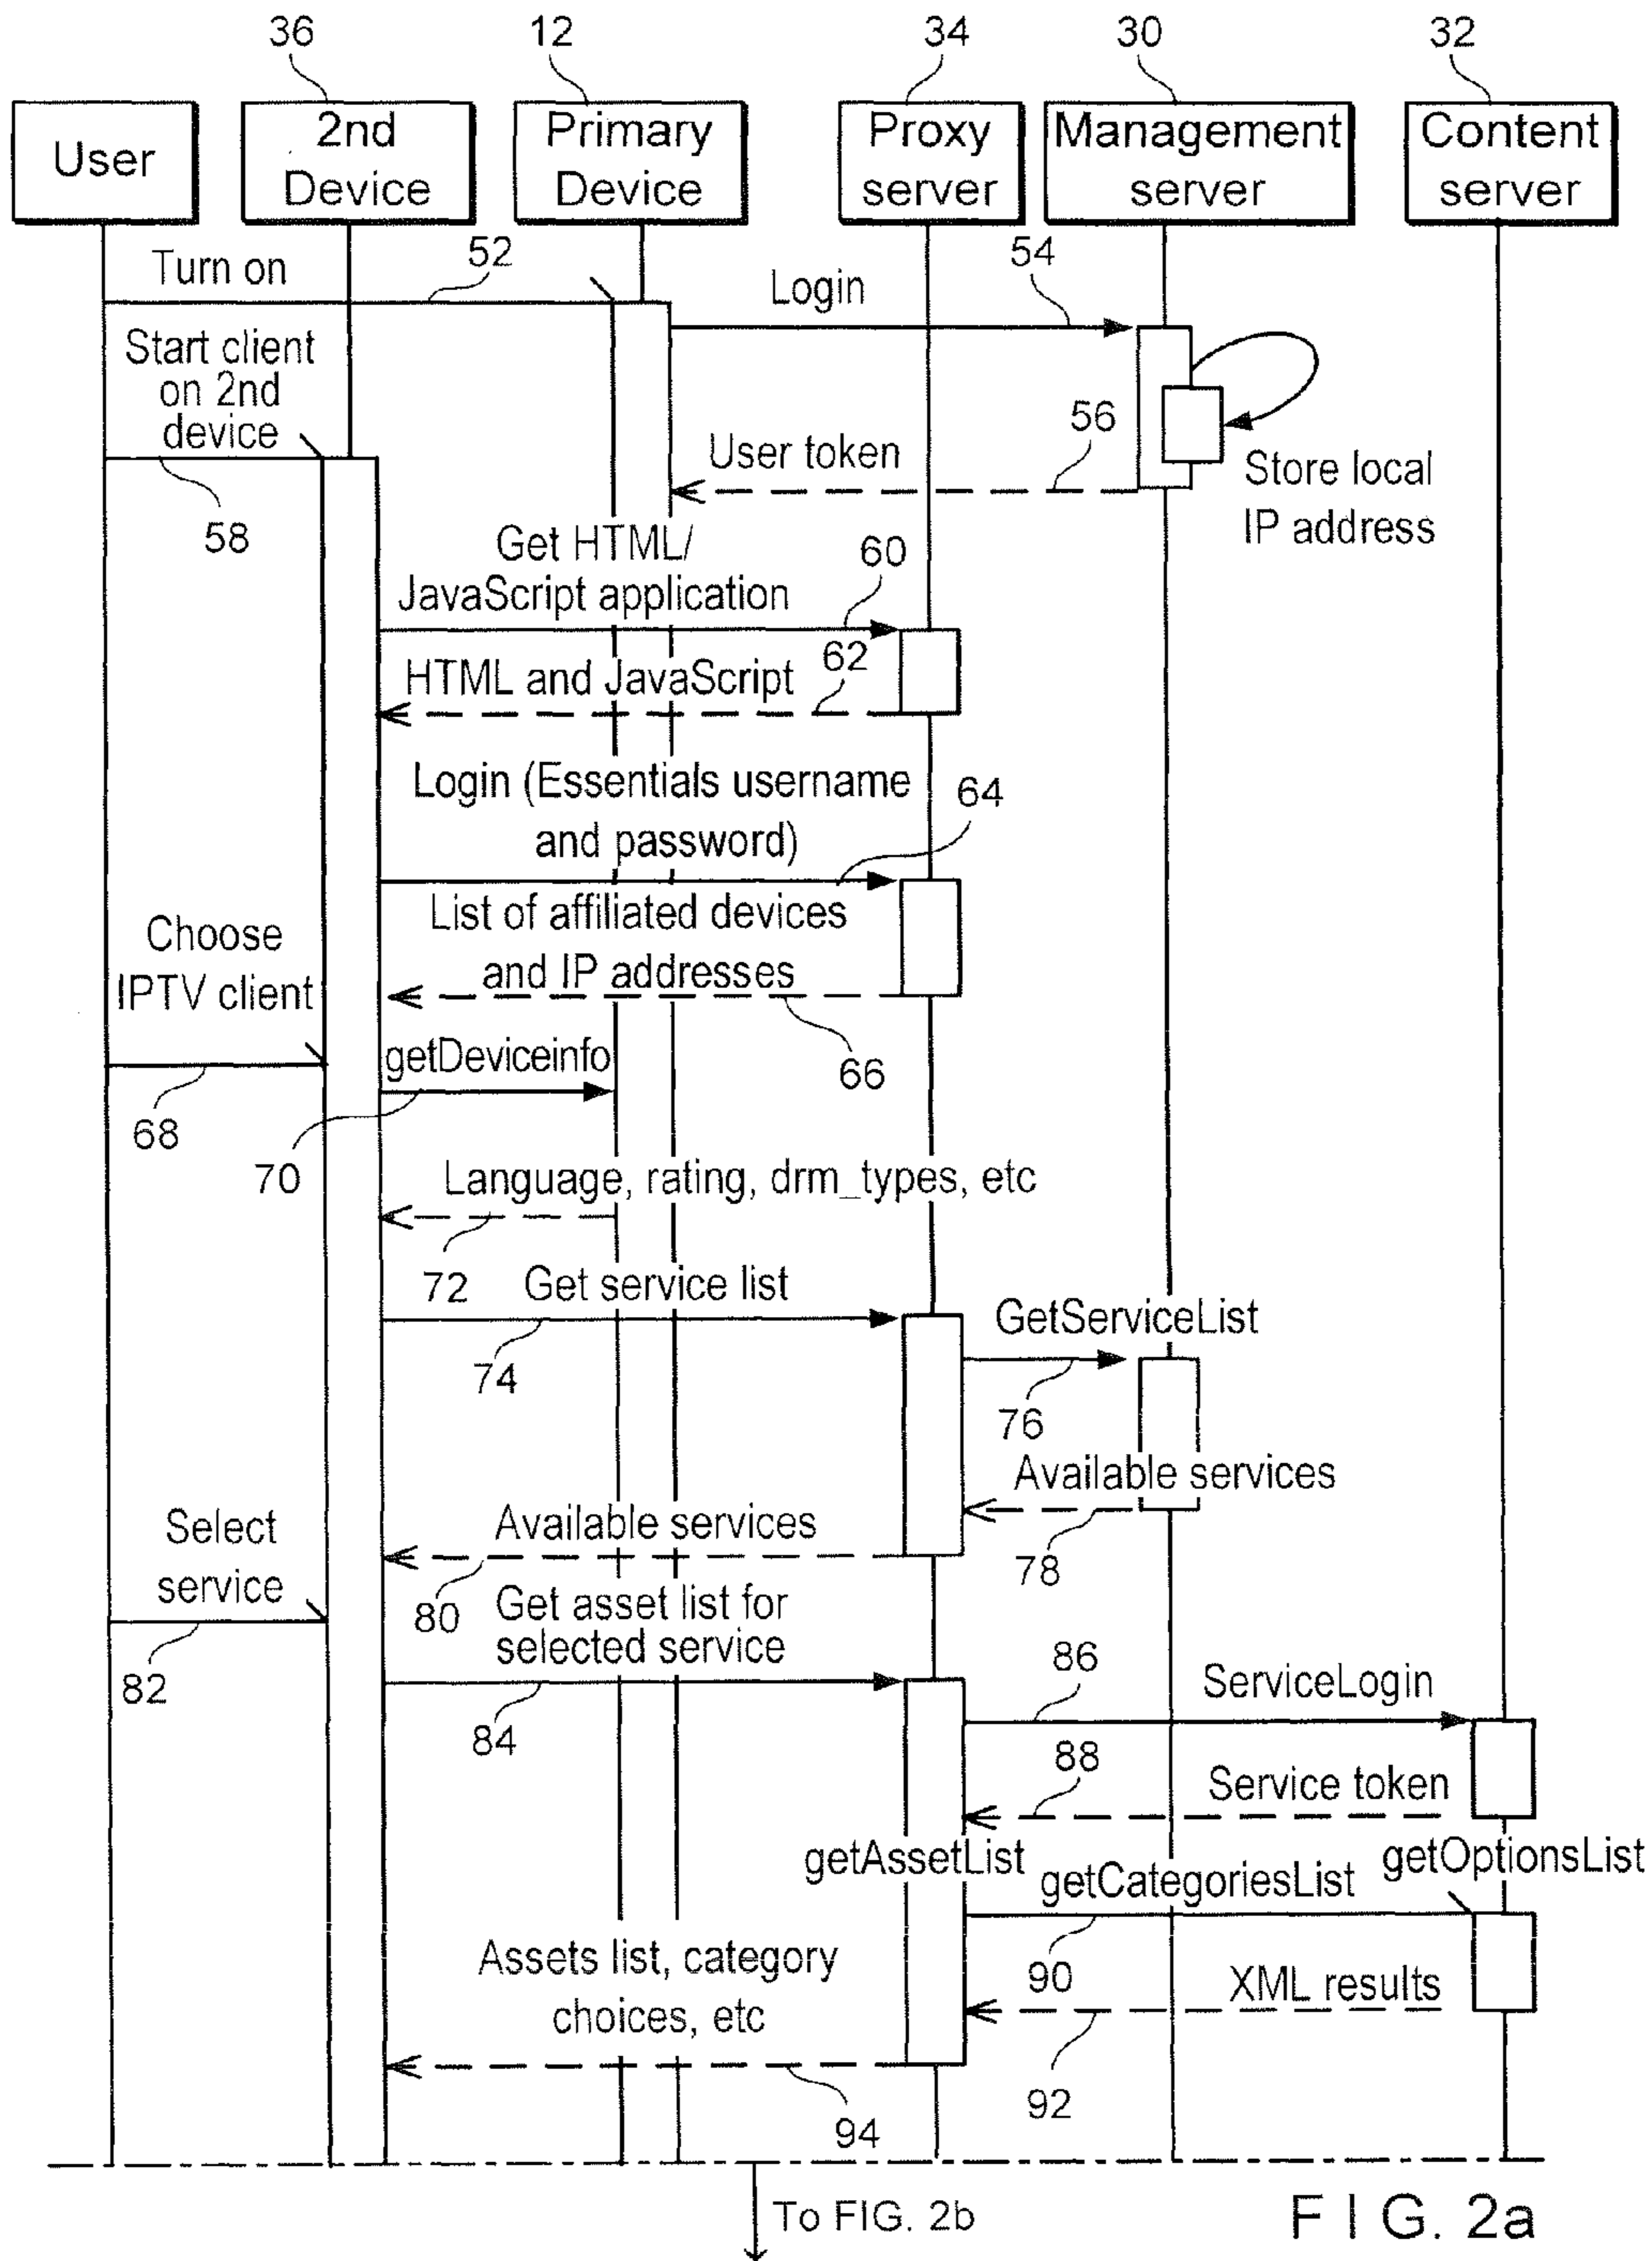 36
12
34
30
32
User
2nd
Device
Primary
Device
Proxy
server
Management
server
Content
server
Turn on
52
Login
54
Start client
on 2nd
device
58
User token
56
Store local
IP address
Get HTML/
JavaScript application
60
HTML and JavaScript
62
Login (Essentials username
and password)
64
List of affiliated devices
and IP addresses
66
Choose
IPTV client
68
getDeviceinfo
70
Language, rating, drm_types, etc
72
Get service list
74
GetServiceList
76
Available services
78
Available services
80
Select
service
82
Get asset list for
selected service
84
86
ServiceLogin
88
Service token
getAssetList
getCategoriesList
getOptionsList
90
XML results
92
Assets list, category
choices, etc
94
To FIG. 2b
FIG. 2a